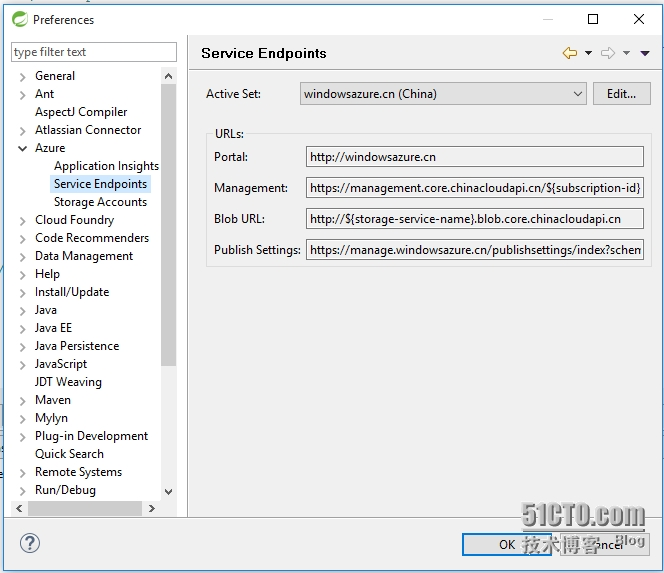 Preferences
type filter text
General
Ant
AspectJ Compiler
Atlassian Connector
Azure
Application Insights
Service Endpoints
Storage Accounts
Cloud Foundry
Code Recommenders
Data Management
Help
Install/Update
Java
Java EE
Java Persistence
JavaScript
JDT Weaving
Maven
Mylyn
Plug-in Development
Quick Search
Remote Systems
Run/Debug
Service Endpoints
Active Set: windowsazure.cn (China) Edit...
URLs:
Portal: http://windowsazure.cn
Management: https://management.core.chinacloudapi.cn/${subscription-id}
Blob URL: http://${storage-service-name}.blob.core.chinacloudapi.cn
Publish Settings: https://manage.windowsazure.cn/publishsettings/index?schem
OK
51CTO.com
技术博客 Blog